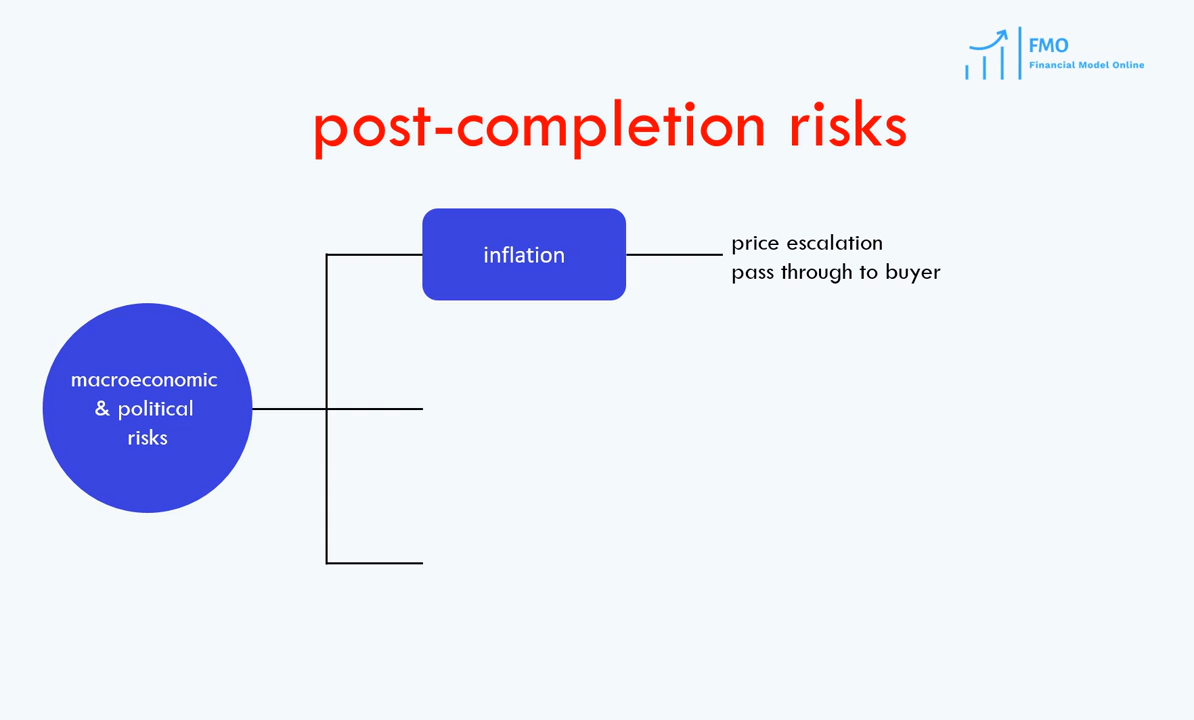 FMO
Financial Model Online
post-completion risks
inflation
price escalation
pass through to buyer
macroeconomic
& political
risks